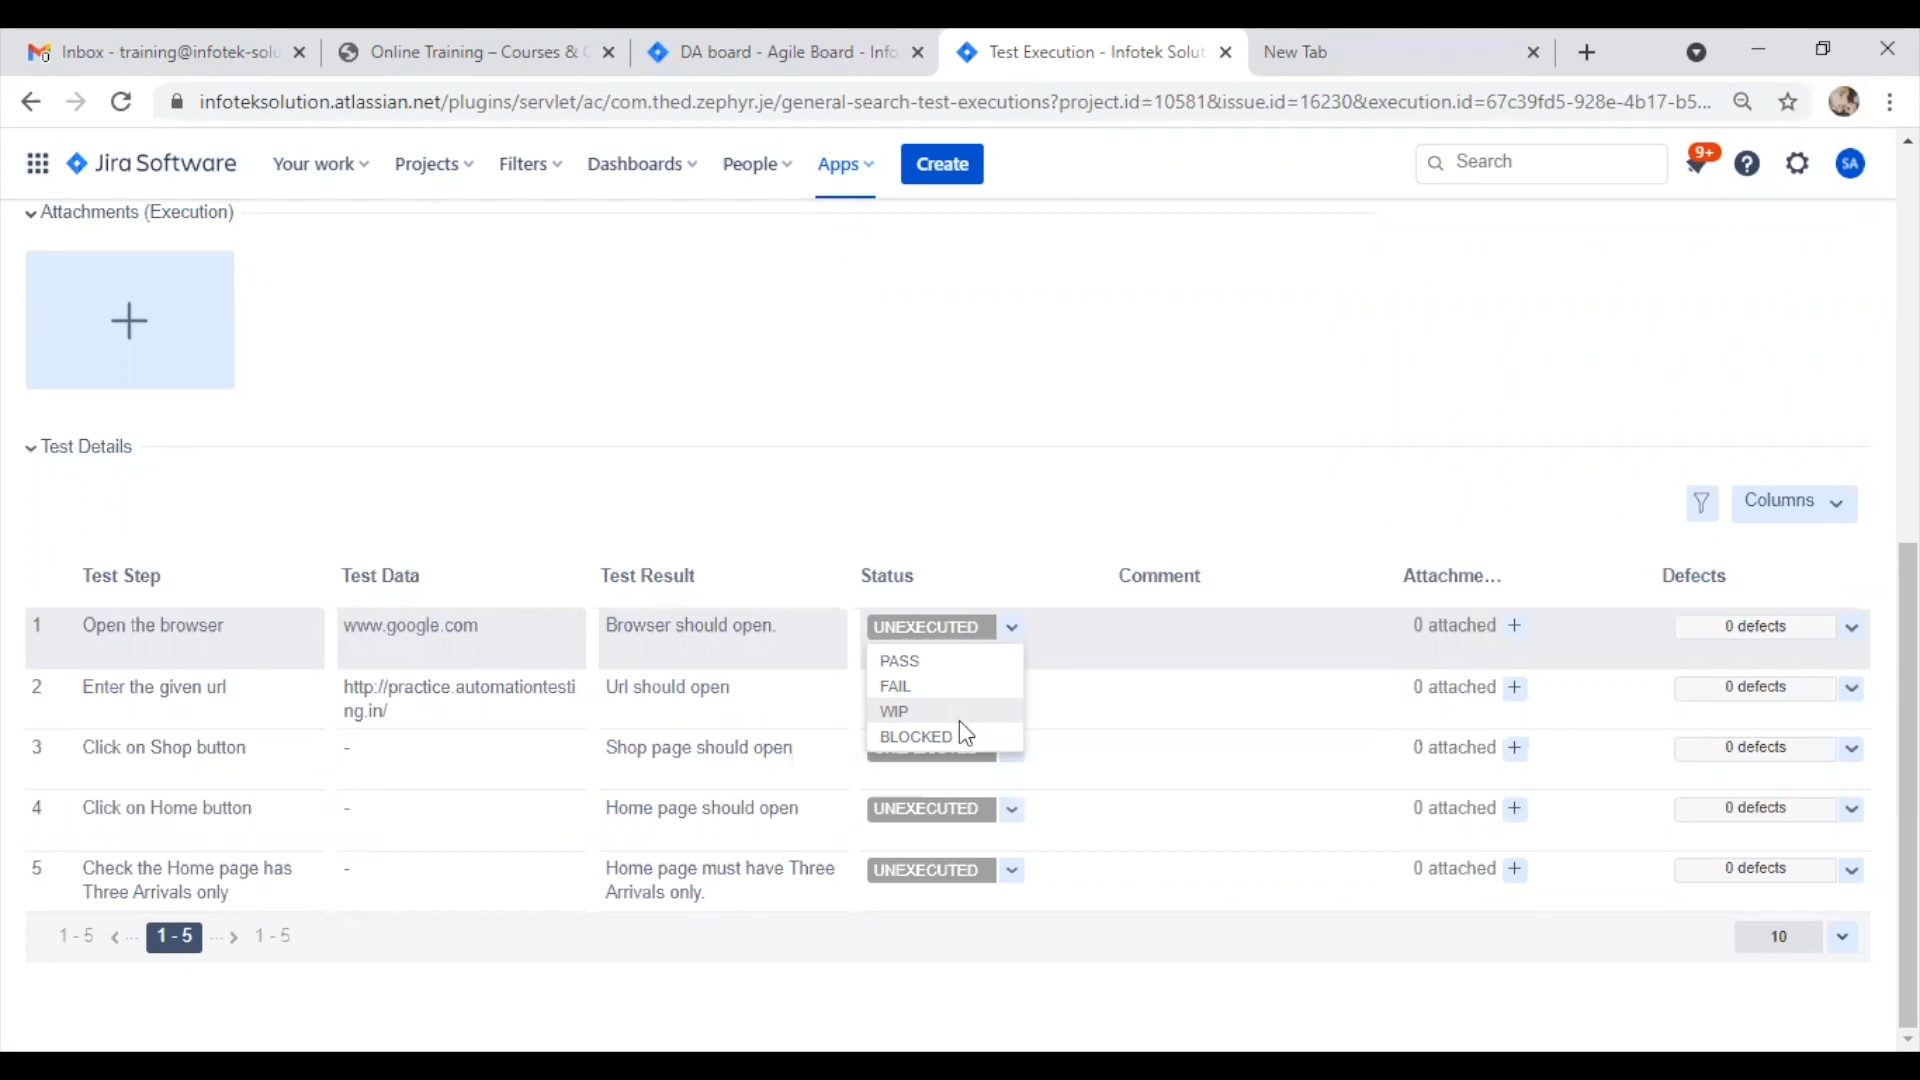 Inbox - training@infotek-solu
Online Training – Courses & C
DA board - Agile Board - Info
Test Execution - Infotek Solut
New Tab
infoteksolution.atlassian.net/plugins/servlet/ac/com.thed.zephyr.je/general-search-test-executions?project.id=10581&issue.id=16230&execution.id=67c39fd5-928e-4b17-b5...
Jira Software
Your work
Projects
Filters
Dashboards
People
Apps
Create
Search
9+
SA
Attachments (Execution)
Test Details
Columns
Test Step
Test Data
Test Result
Status
Comment
Attachme...
Defects
1
Open the browser
www.google.com
Browser should open.
UNEXECUTED
0 attached
0 defects
PASS
FAIL
WIP
BLOCKED
2
Enter the given url
http://practice.automationtesti
ng.in/
Url should open
0 attached
0 defects
3
Click on Shop button
-
Shop page should open
0 attached
0 defects
4
Click on Home button
-
Home page should open
UNEXECUTED
0 attached
0 defects
5
Check the Home page has
Three Arrivals only
-
Home page must have Three
Arrivals only.
UNEXECUTED
0 attached
0 defects
1 - 5
1 - 5
1 - 5
10